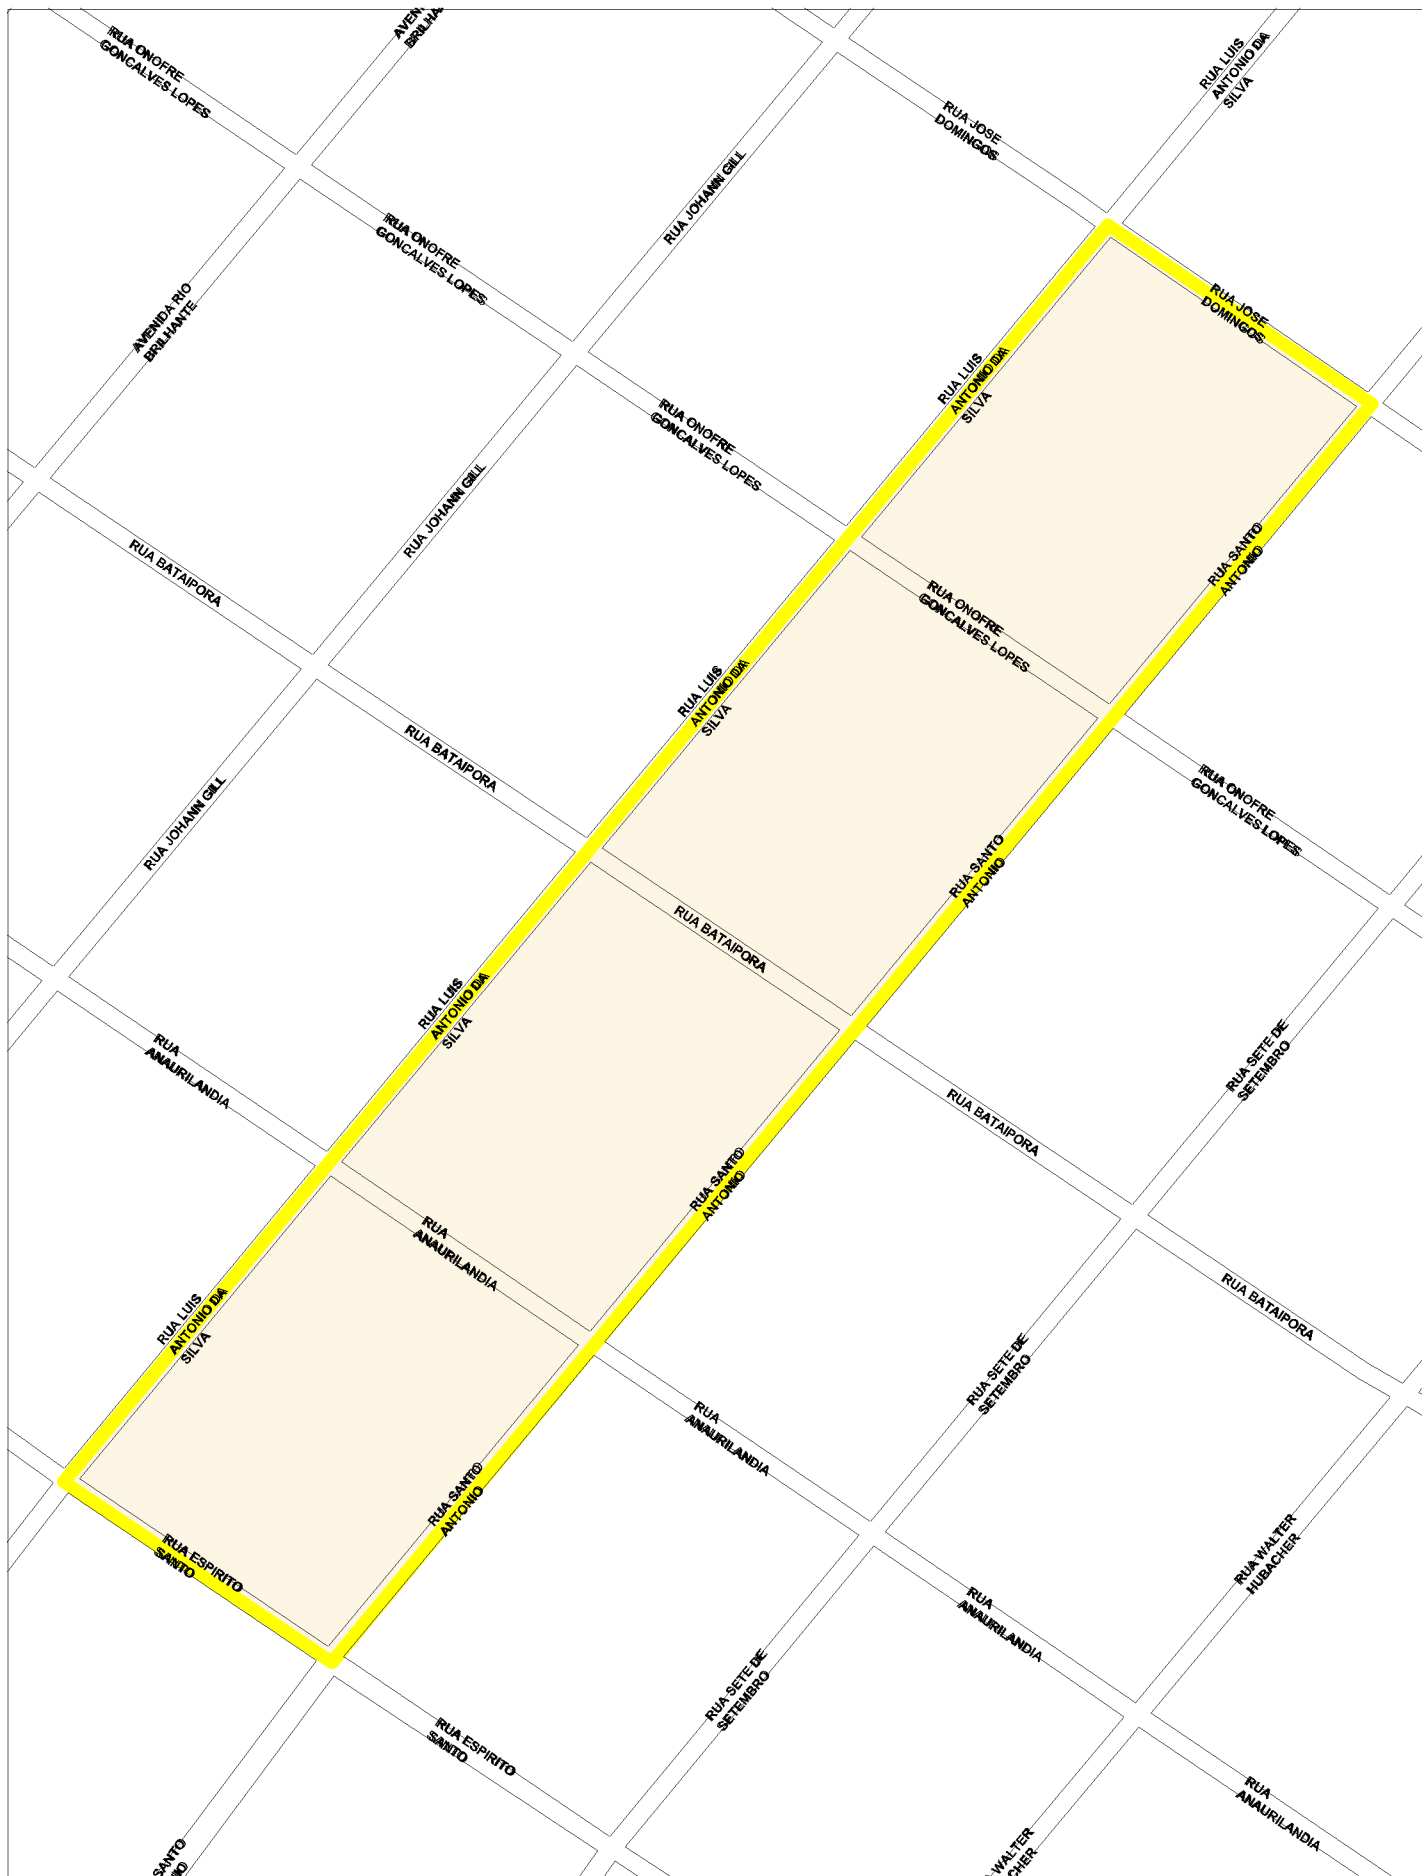 RUA ONOFRE
GONCALVES LOPES
RUA LUIS
ANTONIO DA
SILVA
RUA JOSE
DOMINGOS
RUA JOHANN GILL
RUA ONOFRE
GONCALVES LOPES
AVENIDA RIO
BRILHANTE
RUA JOSE
DOMINGOS
RUA LUIS
ANTONIO DA
SILVA
RUA ONOFRE
GONCALVES LOPES
RUA JOHANN GILL
RUA SANTO
ANTONIO
RUA BATAIPORA
RUA ONOFRE
GONCALVES LOPES
RUA LUIS
ANTONIO DA
SILVA
RUA BATAIPORA
RUA ONOFRE
GONCALVES LOPES
RUA JOHANN GILL
RUA SANTO
ANTONIO
RUA BATAIPORA
RUA LUIS
ANTONIO DA
SILVA
RUA
ANAURILANDIA
RUA SETE DE
SETEMBRO
RUA BATAIPORA
RUA SANTO
ANTONIO
RUA
ANAURILANDIA
RUA BATAIPORA
RUA LUIS
ANTONIO DA
SILVA
RUA SETE DE
SETEMBRO
RUA
ANAURILANDIA
RUA SANTO
ANTONIO
RUA WALTER
HUBACHER
RUA ESPIRITO
SANTO
RUA
ANAURILANDIA
RUA SETE DE
SETEMBRO
RUA ESPIRITO
SANTO
RUA
ANAURILANDIA
SANTO
WALTER